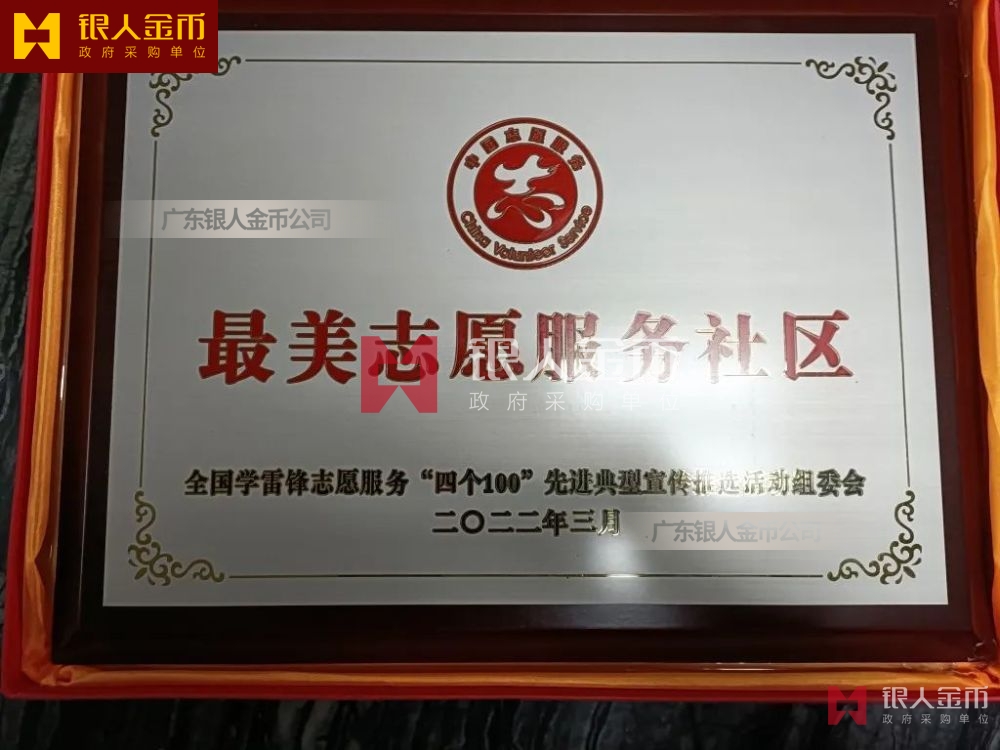 银人金币
政府采购单位
中国志愿服务
China Volunteer Service
广东银人金币公司
最美志愿服务社区
银人金币
政府采购单位
全国学雷锋志愿服务“四个100”先进典型宣传推选活动组委会
二〇二二年三月
广东银人金币公司
银人金币
政府采购单位